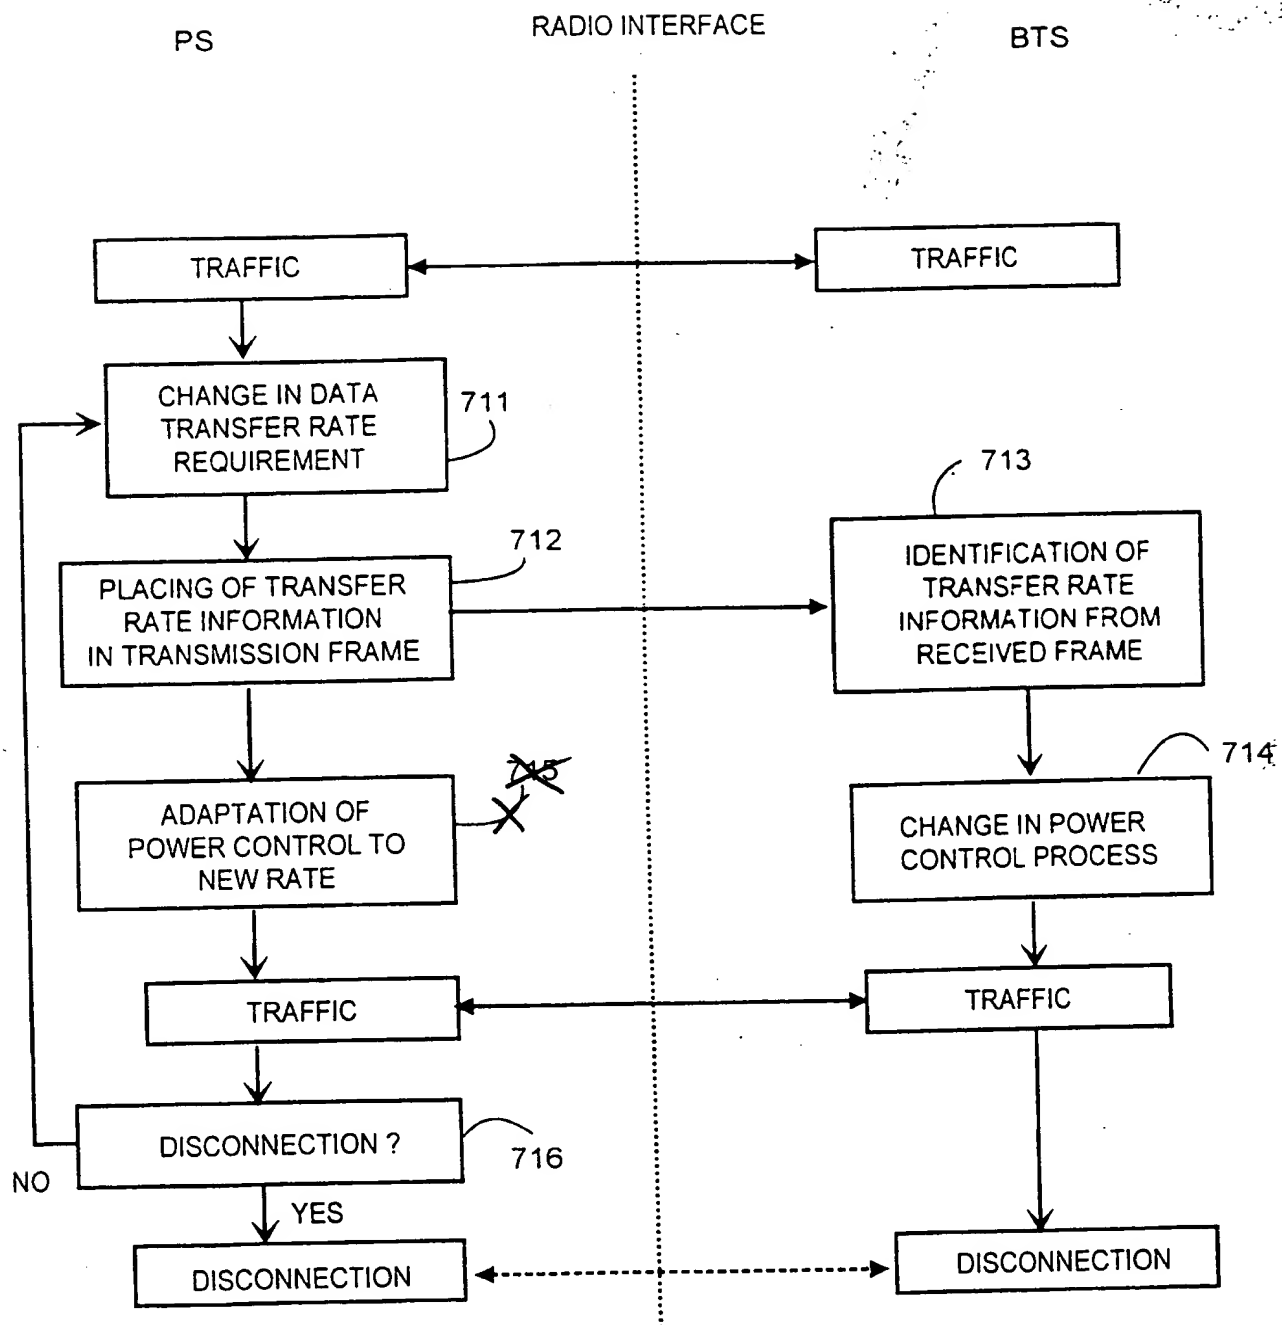 PS
RADIO INTERFACE
BTS
TRAFFIC
TRAFFIC
CHANGE IN DATA
TRANSFER RATE
REQUIREMENT
711
713
712
PLACING OF TRANSFER
RATE INFORMATION
IN TRANSMISSION FRAME
IDENTIFICATION OF
TRANSFER RATE
INFORMATION FROM
RECEIVED FRAME
714
715
ADAPTATION OF
POWER CONTROL TO
NEW RATE
CHANGE IN POWER
CONTROL PROCESS
TRAFFIC
TRAFFIC
DISCONNECTION ?
716
NO
YES
DISCONNECTION
DISCONNECTION